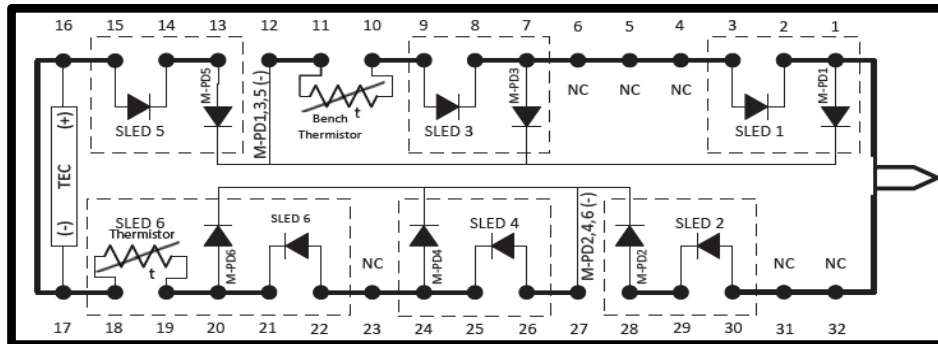 16 15 14 13 12 11 10 9 8 7 6 5 4 3 2 1
NC NC NC
M-PD5
M-PD1,3,5 (-)
M-PD3
M-PD1
t
SLED 5
Bench
Thermistor
SLED 3
SLED 1
(+)
TEC
(-)
SLED 6
Thermistor
t
M-PD6
SLED 6
NC
M-PD4
SLED 4
M-PD2,4,6 (-)
M-PD2
SLED 2
NC NC
17 18 19 20 21 22 23 24 25 26 27 28 29 30 31 32